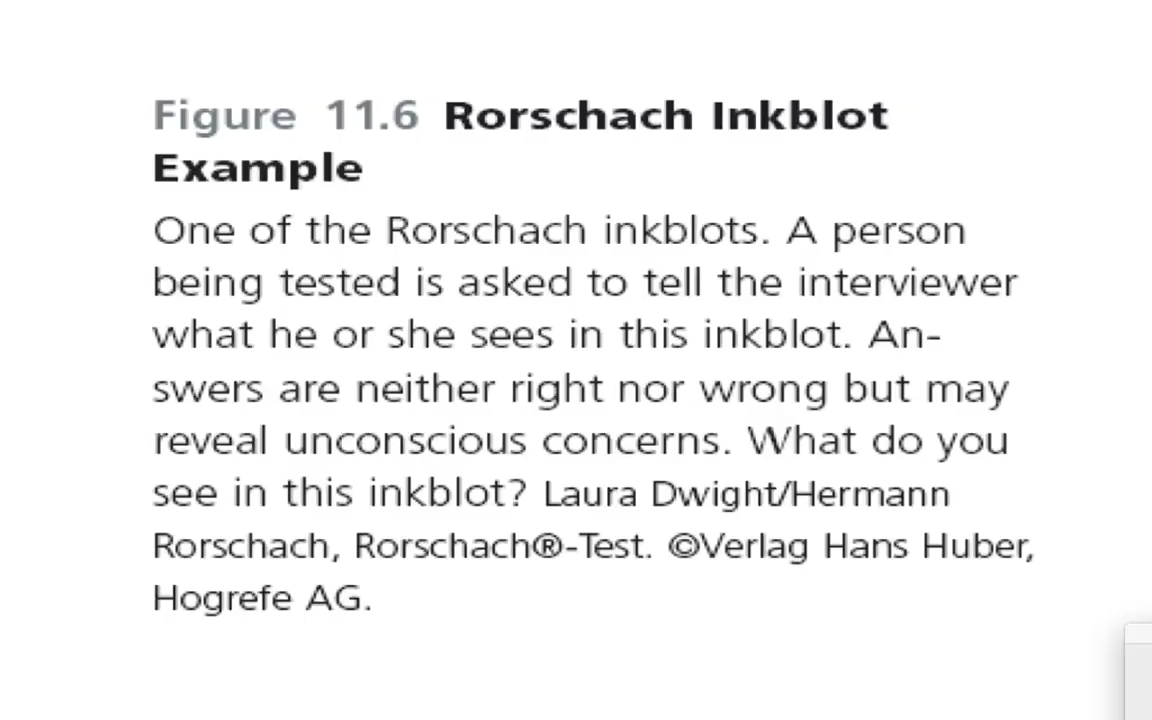 Figure 11.6 Rorschach Inkblot
Example
One of the Rorschach inkblots. A person
being tested is asked to tell the interviewer
what he or she sees in this inkblot. An-
swers are neither right nor wrong but may
reveal unconscious concerns. What do you
see in this inkblot? Laura Dwight/Hermann
Rorschach, Rorschach®-Test. ©Verlag Hans Huber,
Hogrefe AG.